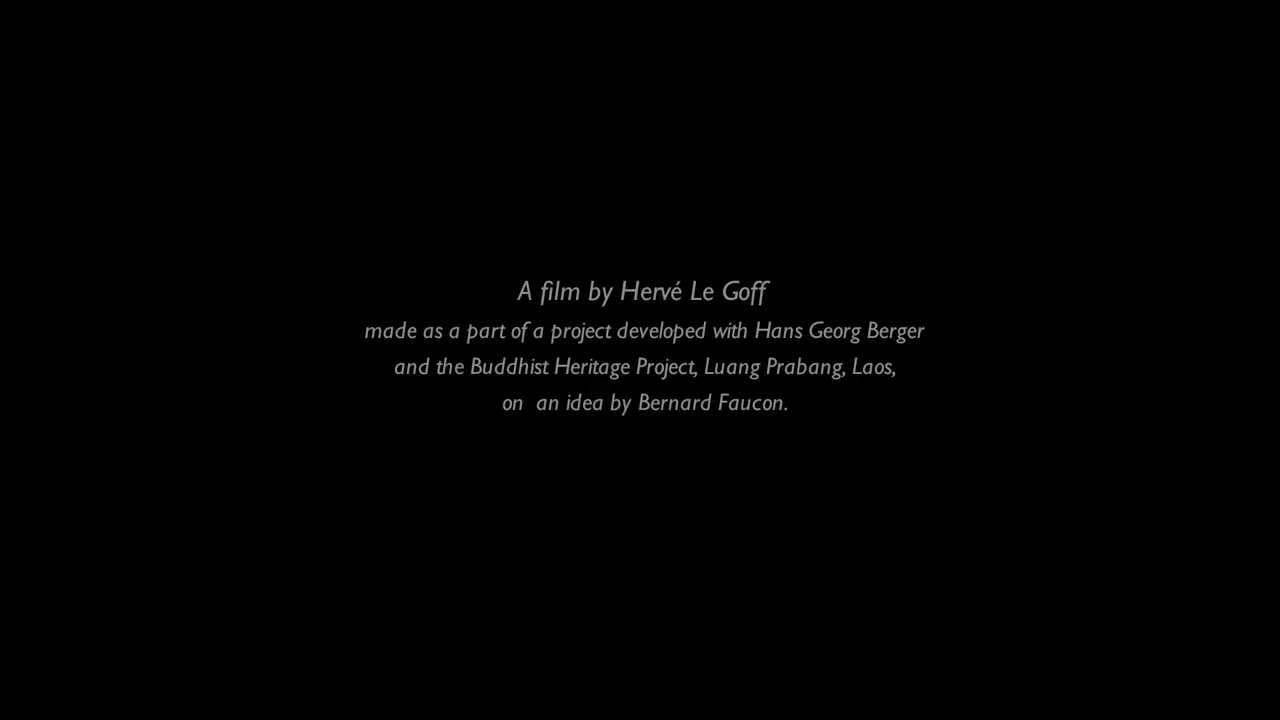 A film by Hervé Le Goff
made as a part of a project developed with Hans Georg Berger
and the Buddhist Heritage Project, Luang Prabang, Laos,
on  an idea by Bernard Faucon.